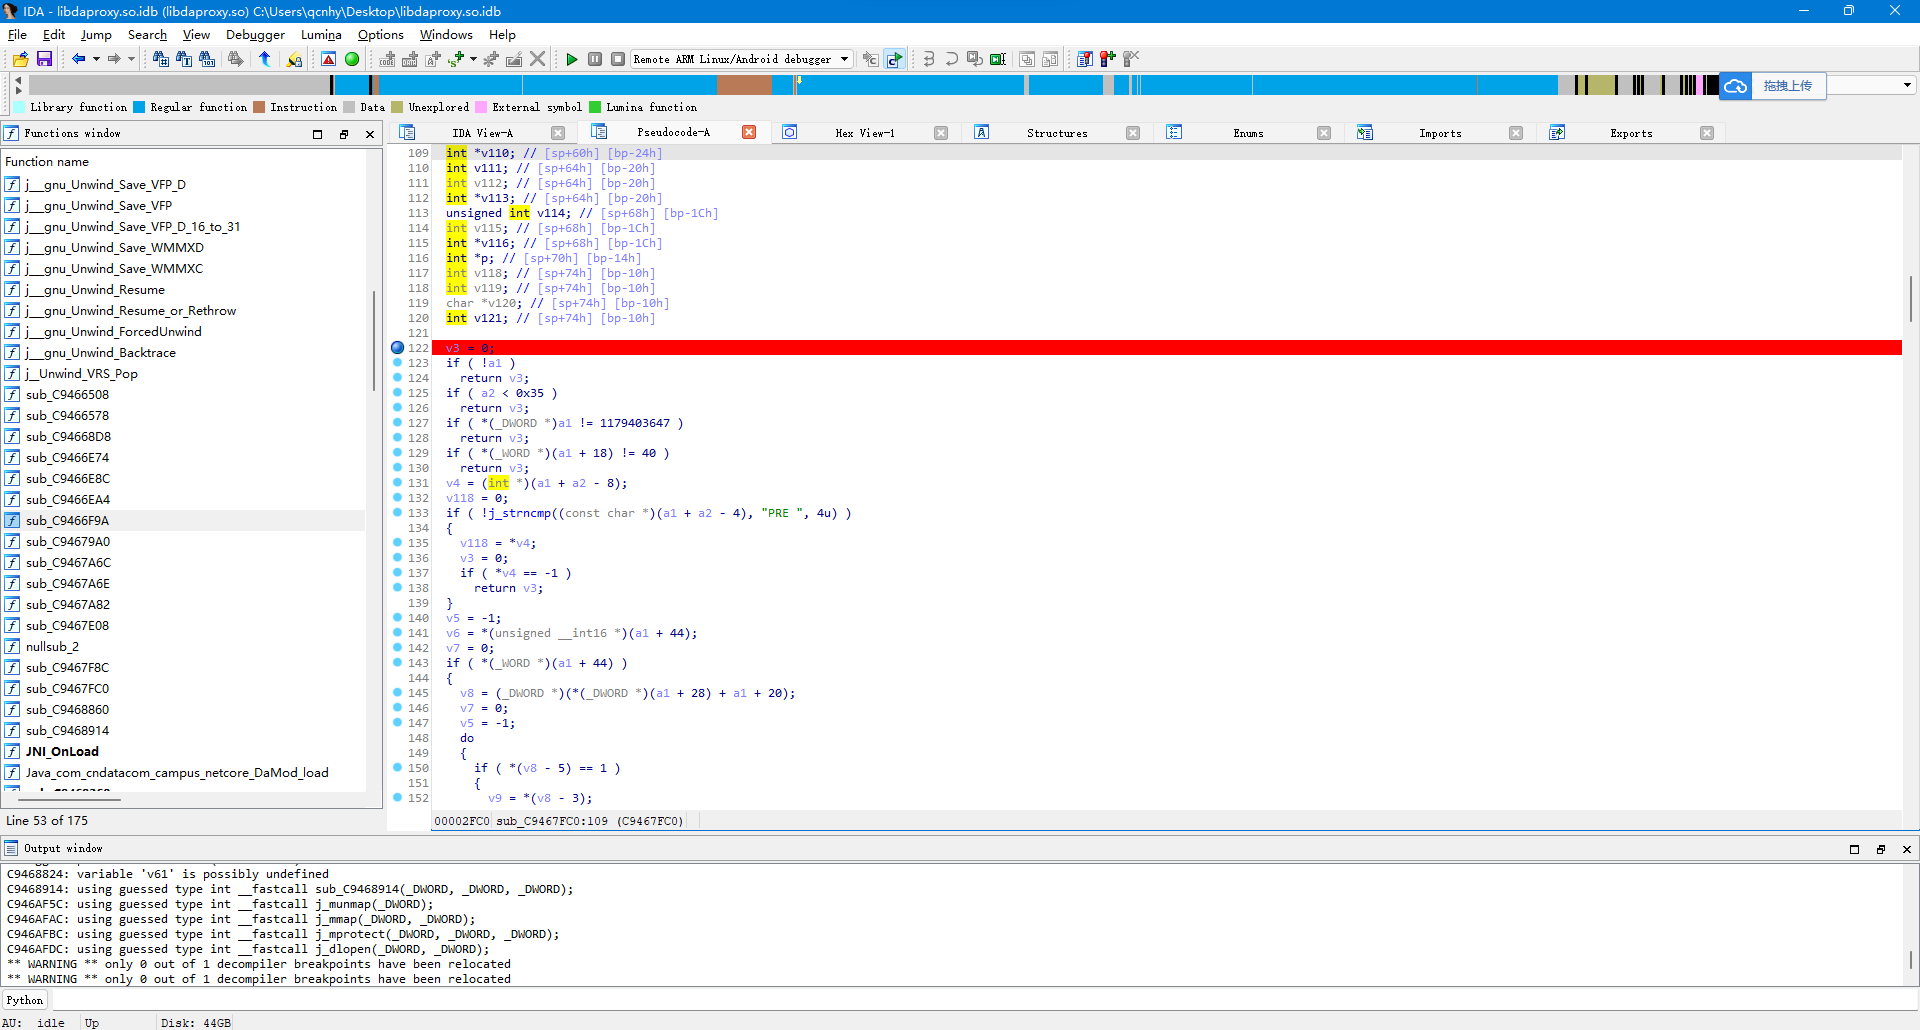 IDA - libdaproxy.so.idb (libdaproxy.so) C:\Users\qcnhy\Desktop\libdaproxy.so.idb
File Edit Jump Search View Debugger Lumina Options Windows Help
Remote ARM Linux/Android debugger
拖拽上传
Library function Regular function Instruction Data Unexplored External symbol Lumina function
Functions window
IDA View-A Pseudocode-A Hex View-1 Structures Enums Imports Exports
Function name
j___gnu_Unwind_Save_VFP_D
j___gnu_Unwind_Save_VFP
j___gnu_Unwind_Save_VFP_D_16_to_31
j___gnu_Unwind_Save_WMMXD
j___gnu_Unwind_Save_WMMXC
j___gnu_Unwind_Resume
j___gnu_Unwind_Resume_or_Rethrow
j___gnu_Unwind_ForcedUnwind
j___gnu_Unwind_Backtrace
j__Unwind_VRS_Pop
sub_C9466508
sub_C9466578
sub_C94668D8
sub_C9466E74
sub_C9466E8C
sub_C9466EA4
sub_C9466F9A
sub_C94679A0
sub_C9467A6C
sub_C9467A6E
sub_C9467A82
sub_C9467E08
nullsub_2
sub_C9467F8C
sub_C9467FC0
sub_C9468860
sub_C9468914
JNI_OnLoad
Java_com_cndatacom_campus_netcore_DaMod_load
Line 53 of 175
109 int *v110; // [sp+60h] [bp-24h]
110 int v111; // [sp+64h] [bp-20h]
111 int v112; // [sp+64h] [bp-20h]
112 int *v113; // [sp+64h] [bp-20h]
113 unsigned int v114; // [sp+68h] [bp-1Ch]
114 int v115; // [sp+68h] [bp-1Ch]
115 int *v116; // [sp+68h] [bp-1Ch]
116 int *p; // [sp+70h] [bp-14h]
117 int v118; // [sp+74h] [bp-10h]
118 int v119; // [sp+74h] [bp-10h]
119 char *v120; // [sp+74h] [bp-10h]
120 int v121; // [sp+74h] [bp-10h]
121
122 v3 = 0;
123 if ( !a1 )
124 return v3;
125 if ( a2 < 0x35 )
126 return v3;
127 if ( *(_DWORD *)a1 != 1179403647 )
128 return v3;
129 if ( *(_WORD *)(a1 + 18) != 40 )
130 return v3;
131 v4 = (int *)(a1 + a2 - 8);
132 v118 = 0;
133 if ( !j_strncmp((const char *)(a1 + a2 - 4), "PRE ", 4u) )
134 {
135 v118 = *v4;
136 v3 = 0;
137 if ( *v4 == -1 )
138 return v3;
139 }
140 v5 = -1;
141 v6 = *(unsigned __int16 *)(a1 + 44);
142 v7 = 0;
143 if ( *(_WORD *)(a1 + 44) )
144 {
145 v8 = (_DWORD *)(*(_DWORD *)(a1 + 28) + a1 + 20);
146 v7 = 0;
147 v5 = -1;
148 do
149 {
150 if ( *(v8 - 5) == 1 )
151 {
152 v9 = *(v8 - 3);
00002FC0 sub_C9467FC0:109 (C9467FC0)
Output window
C9468824: variable 'v61' is possibly undefined
C9468914: using guessed type int __fastcall sub_C9468914(_DWORD, _DWORD, _DWORD);
C946AF5C: using guessed type int __fastcall j_munmap(_DWORD);
C946AFAC: using guessed type int __fastcall j_mmap(_DWORD, _DWORD);
C946AFBC: using guessed type int __fastcall j_mprotect(_DWORD, _DWORD, _DWORD);
C946AFDC: using guessed type int __fastcall j_dlopen(_DWORD, _DWORD);
** WARNING ** only 0 out of 1 decompiler breakpoints have been relocated
** WARNING ** only 0 out of 1 decompiler breakpoints have been relocated
Python
AU: idle Up Disk: 44GB